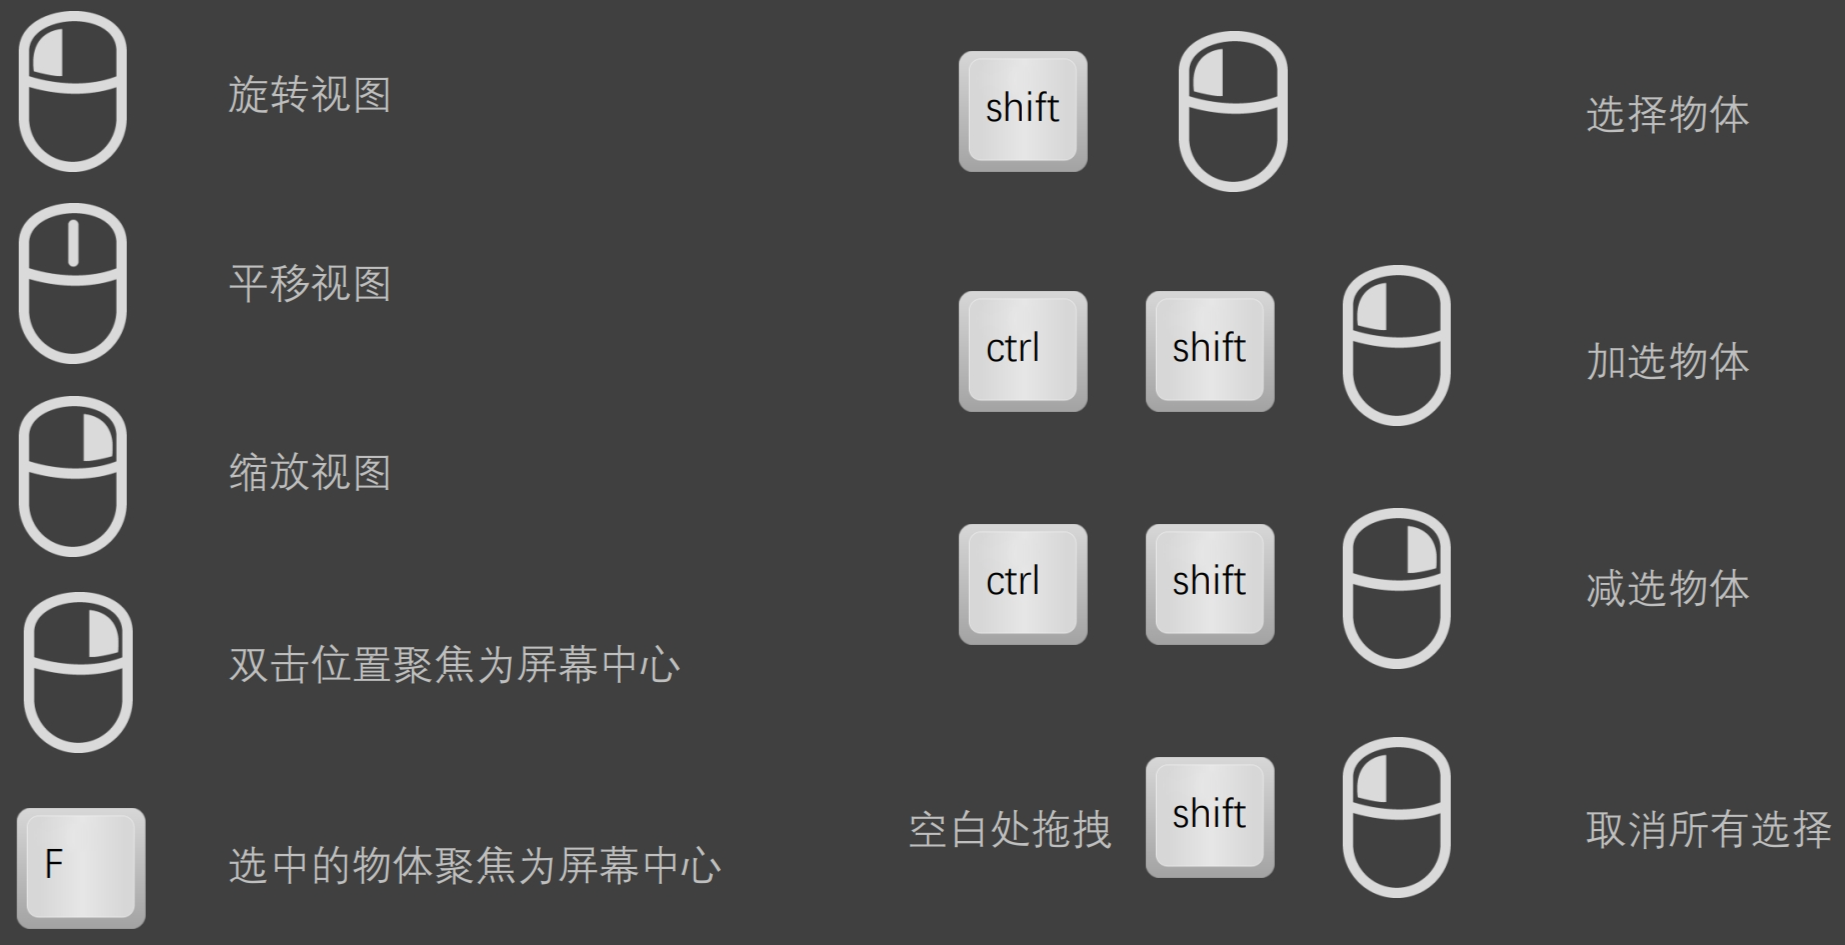 旋转视图
平移视图
缩放视图
双击位置聚焦为屏幕中心
F 选中的物体聚焦为屏幕中心
shift 选择物体
ctrl shift 加选物体
ctrl shift 减选物体
空白处拖拽 shift 取消所有选择